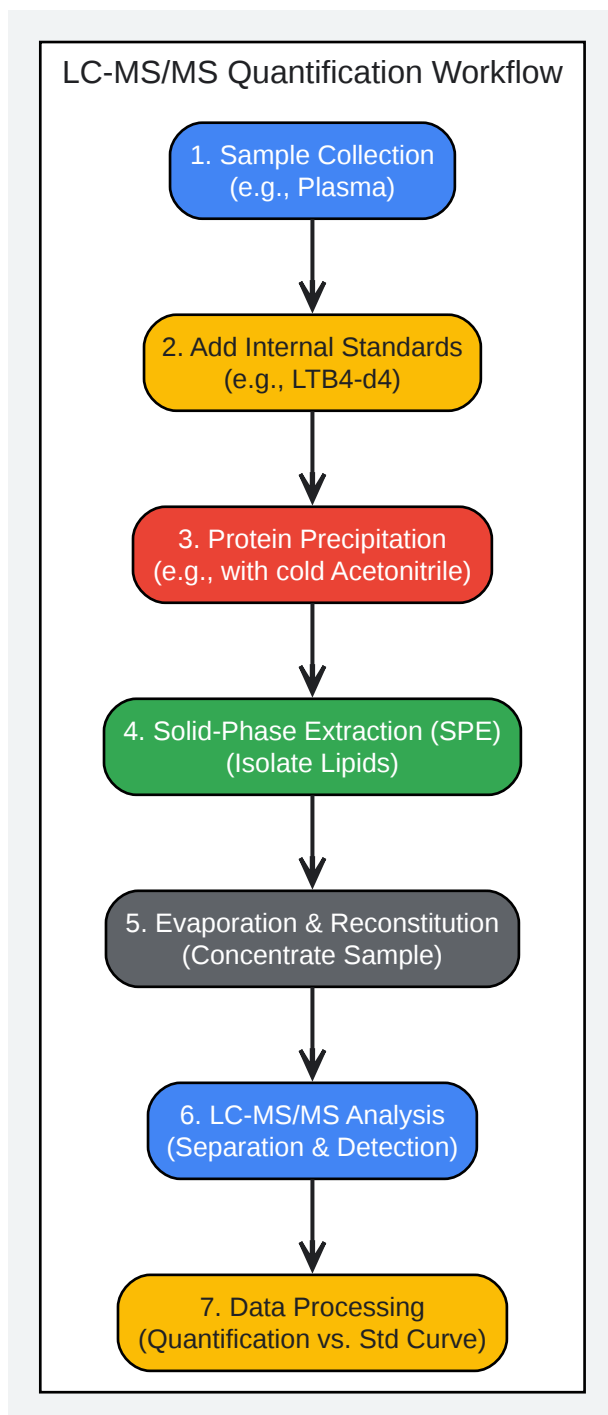 LC-MS/MS Quantification Workflow
1. Sample Collection
(e.g., Plasma)
2. Add Internal Standards
(e.g., LTB4-d4)
3. Protein Precipitation
(e.g., with cold Acetonitrile)
4. Solid-Phase Extraction (SPE)
(Isolate Lipids)
5. Evaporation & Reconstitution
(Concentrate Sample)
6. LC-MS/MS Analysis
(Separation & Detection)
7. Data Processing
(Quantification vs. Std Curve)